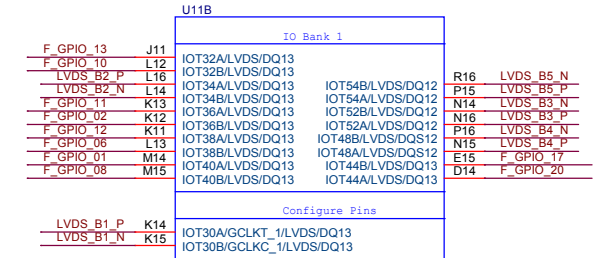 U11B
IO Bank 1
F_GPIO_13 J11 IOT32A/LVDS/DQ13
F_GPIO_10 L12 IOT32B/LVDS/DQ13
LVDS_B2_P L16 IOT34A/LVDS/DQ13 IOT54B/LVDS/DQ12 R16 LVDS_B5_N
LVDS_B2_N L14 IOT34B/LVDS/DQ13 IOT54A/LVDS/DQ12 P15 LVDS_B5_P
F_GPIO_11 K13 IOT36A/LVDS/DQ13 IOT52B/LVDS/DQ12 N14 LVDS_B3_N
F_GPIO_02 K12 IOT36B/LVDS/DQ13 IOT52A/LVDS/DQ12 N16 LVDS_B3_P
F_GPIO_12 K11 IOT38A/LVDS/DQ13 IOT48B/LVDS/DQS12 P16 LVDS_B4_N
F_GPIO_06 L13 IOT38B/LVDS/DQ13 IOT48A/LVDS/DQS12 N15 LVDS_B4_P
F_GPIO_01 M14 IOT40A/LVDS/DQ13 IOT44B/LVDS/DQ13 E15 F_GPIO_17
F_GPIO_08 M15 IOT40B/LVDS/DQ13 IOT44A/LVDS/DQ13 D14 F_GPIO_20
Configure Pins
LVDS_B1_P K14 IOT30A/GCLKT_1/LVDS/DQ13
LVDS_B1_N K15 IOT30B/GCLKC_1/LVDS/DQ13